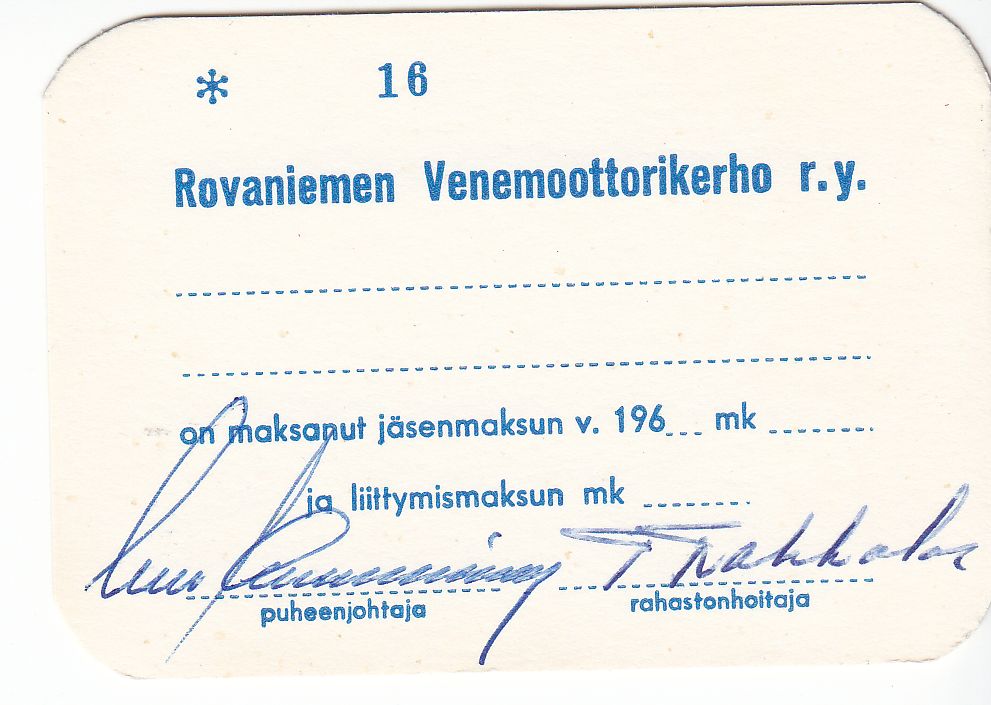 * 16
Rovaniemen Venemoottorikerho r.y.
on maksanut jäsenmaksun v. 196... mk ........
ja liittymismaksun mk ........
puheenjohtaja rahastonhoitaja